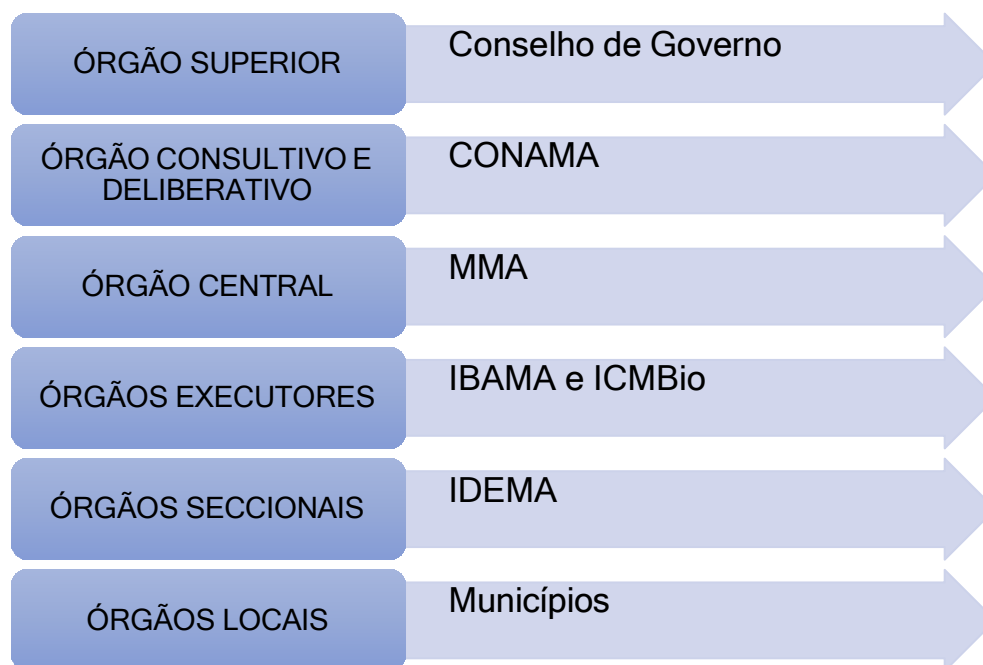 ÓRGÃO SUPERIOR
Conselho de Governo
ÓRGÃO CONSULTIVO E
DELIBERATIVO
CONAMA
ÓRGÃO CENTRAL
MMA
ÓRGÃOS EXECUTORES
IBAMA e ICMBio
ÓRGÃOS SECCIONAIS
IDEMA
ÓRGÃOS LOCAIS
Municípios